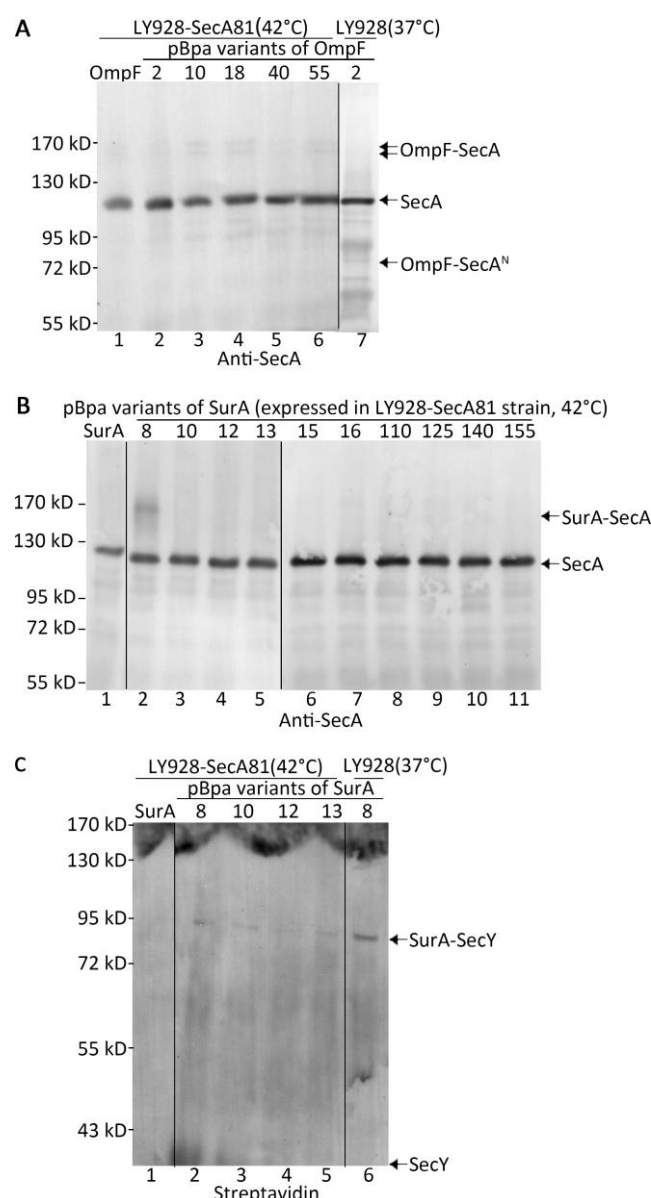 A
LY928-SecA81(42°C) LY928(37°C)
pBpa variants of OmpF
OmpF 2 10 18 40 55 2
170 kD
OmpF-SecA
130 kD
SecA
95 kD
72 kD
OmpF-SecAᴺ
55 kD
1 2 3 4 5 6 7
Anti-SecA
B
pBpa variants of SurA (expressed in LY928-SecA81 strain, 42°C)
SurA 8 10 12 13 15 16 110 125 140 155
170 kD
SurA-SecA
130 kD
SecA
95 kD
72 kD
55 kD
1 2 3 4 5 6 7 8 9 10 11
Anti-SecA
C
LY928-SecA81(42°C) LY928(37°C)
pBpa variants of SurA
SurA 8 10 12 13 8
170 kD
130 kD
95 kD
SurA-SecY
72 kD
55 kD
43 kD
SecY
1 2 3 4 5 6
Streptavidin